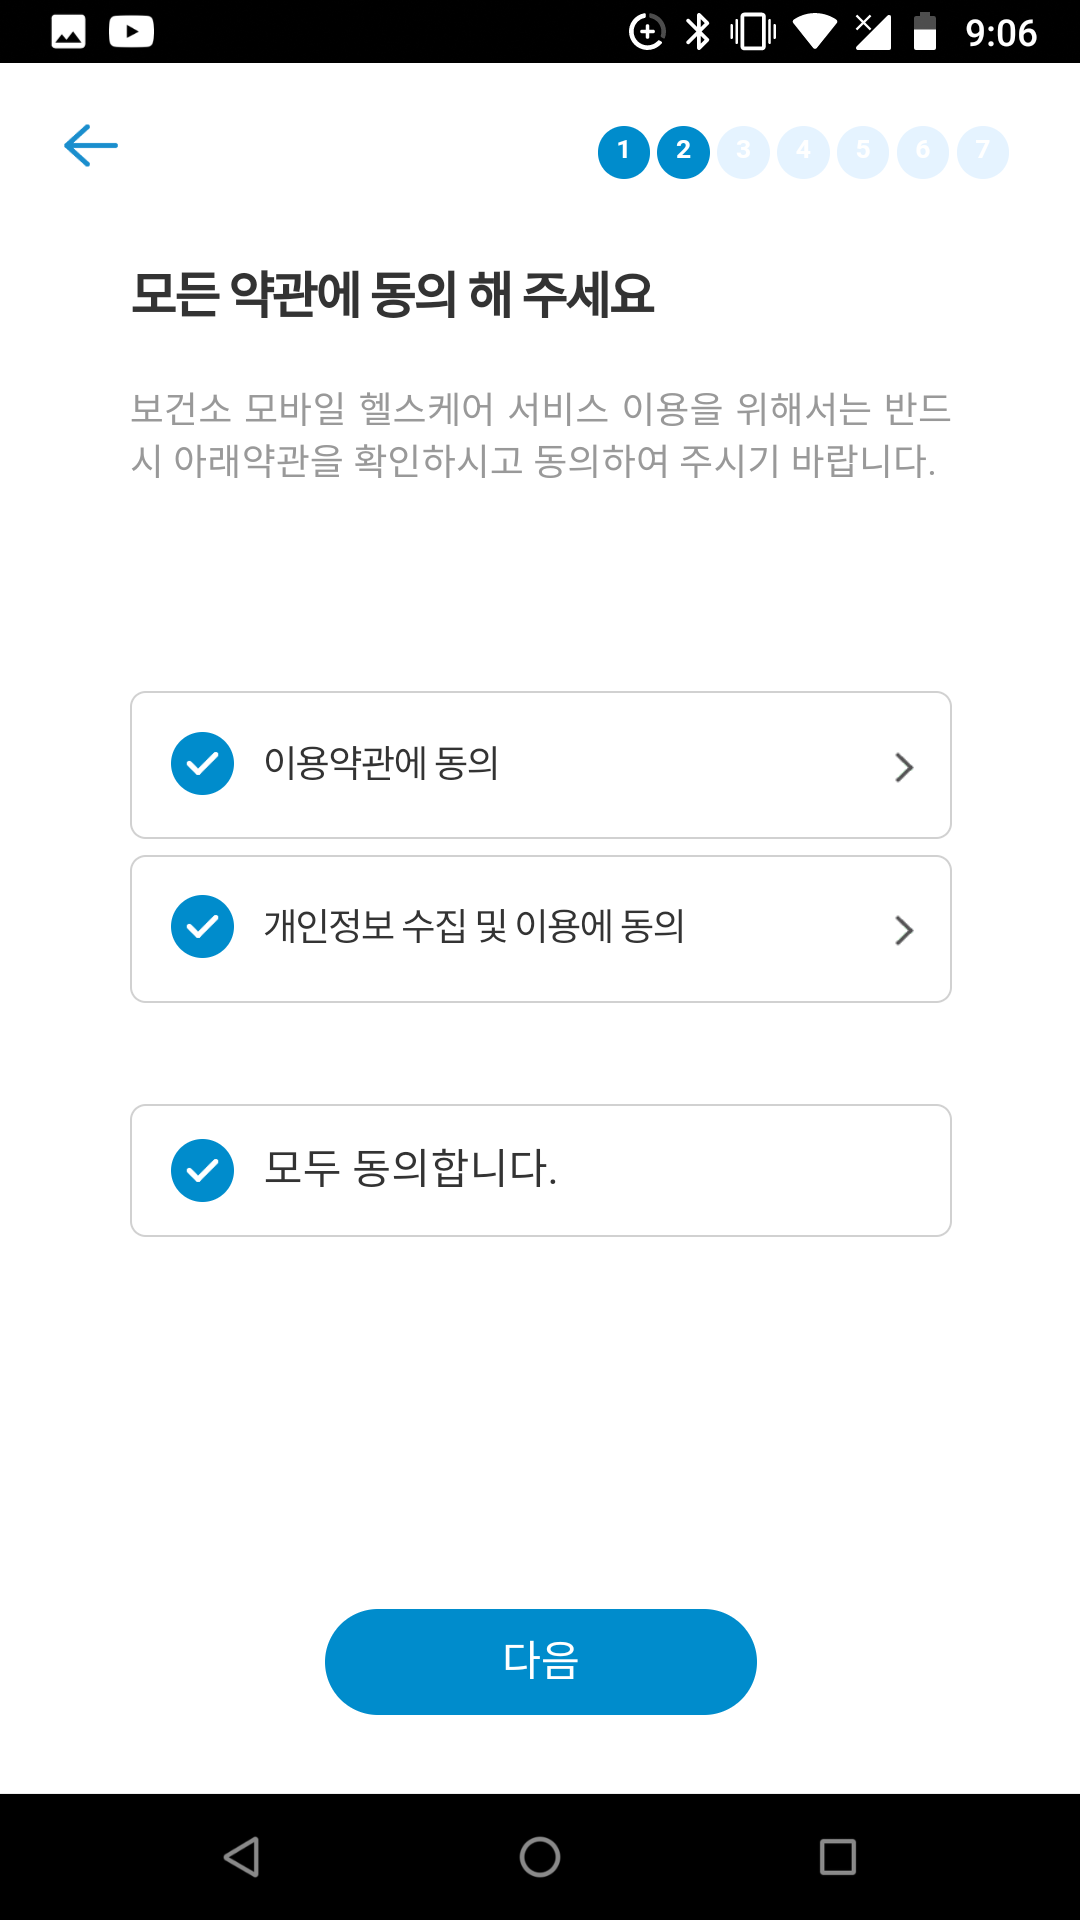 9:06
1 2 3 4 5 6 7
모든 약관에 동의 해 주세요
보건소 모바일 헬스케어 서비스 이용을 위해서는 반드
시 아래약관을 확인하시고 동의하여 주시기 바랍니다.
이용약관에 동의
개인정보 수집 및 이용에 동의
모두 동의합니다.
다음